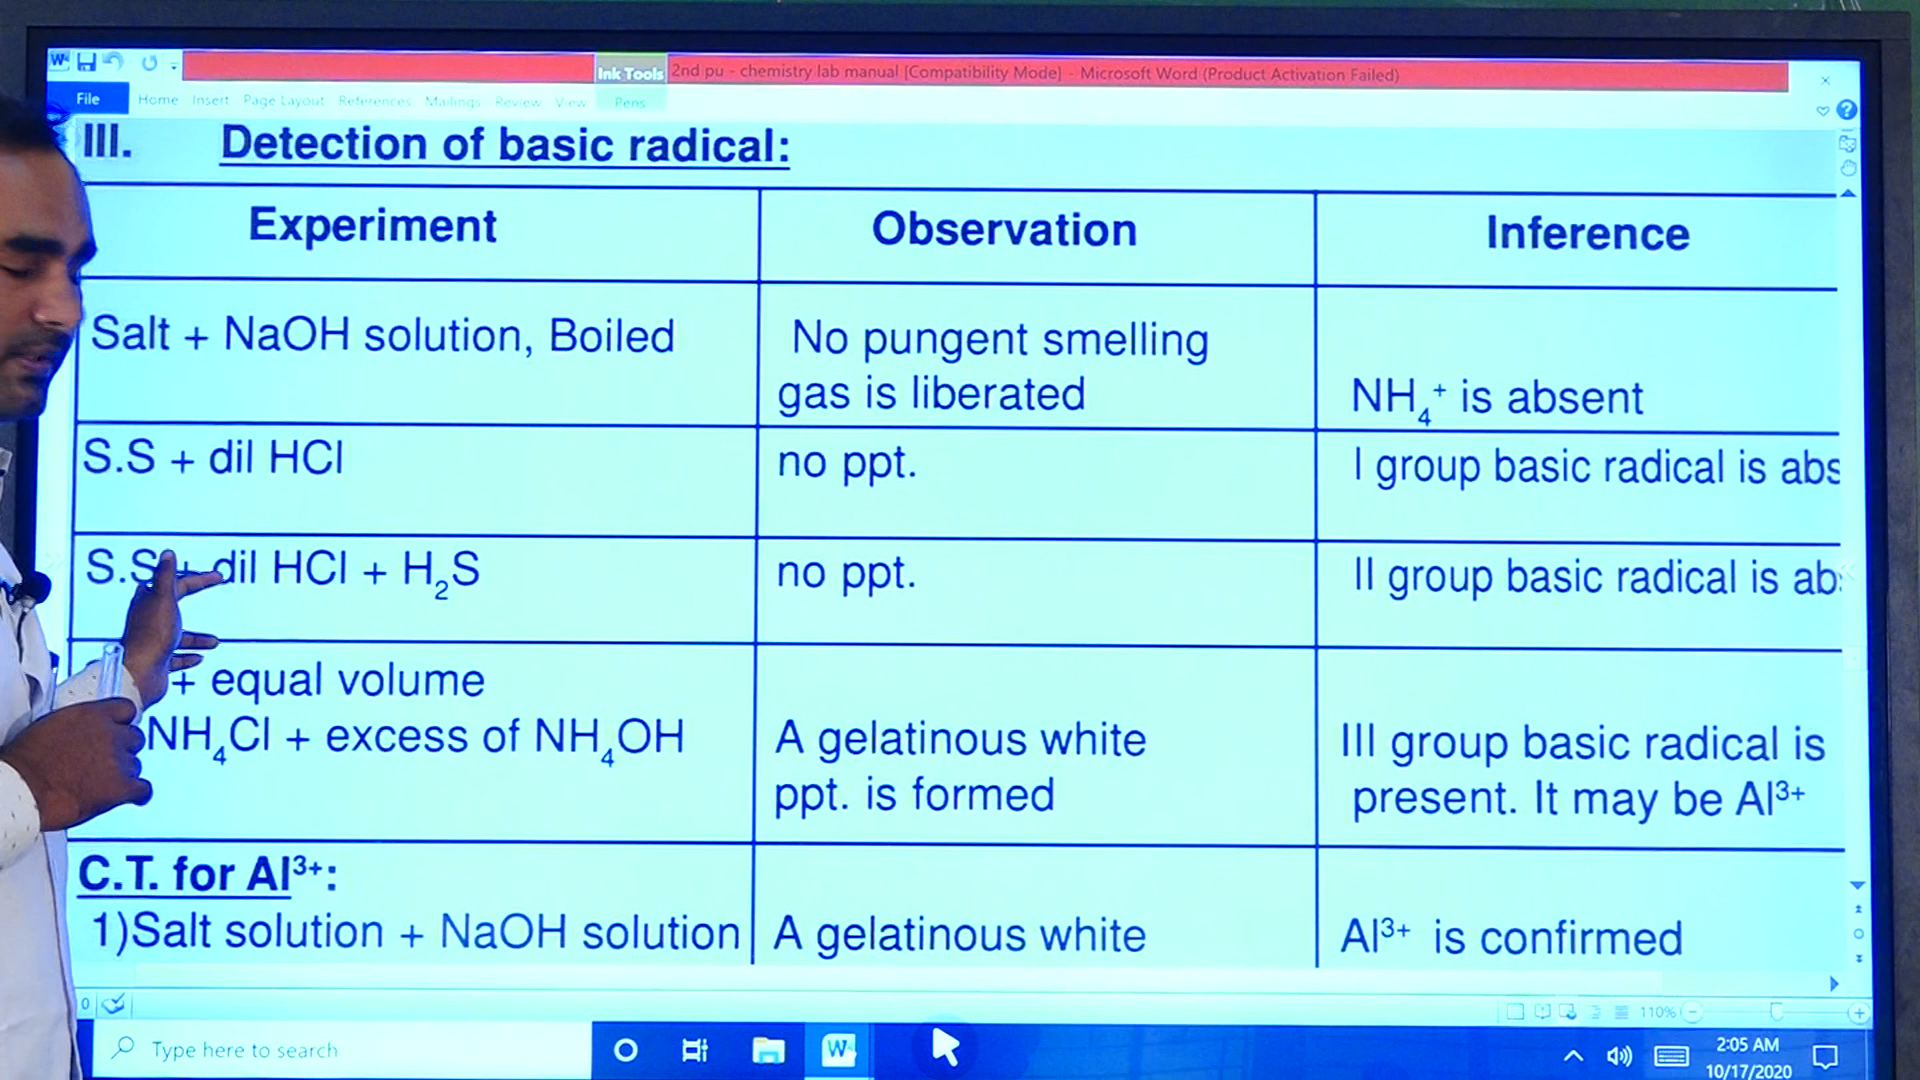 Ink Tools
2nd pu - chemistry lab manual [Compatibility Mode] - Microsoft Word (Product Activation Failed)
File Home Insert Page Layout References Mailings Review View Pens
III. Detection of basic radical:
Experiment Observation Inference
Salt + NaOH solution, Boiled
No pungent smelling
gas is liberated
NH₄⁺ is absent
S.S + dil HCl
no ppt.
I group basic radical is abs
S.S + dil HCl + H₂S
no ppt.
II group basic radical is ab
+ equal volume
NH₄Cl + excess of NH₄OH
A gelatinous white
ppt. is formed
III group basic radical is
present. It may be Al³⁺
C.T. for Al³⁺:
1)Salt solution + NaOH solution
A gelatinous white
Al³⁺ is confirmed
110%
Type here to search
2:05 AM
10/17/2020